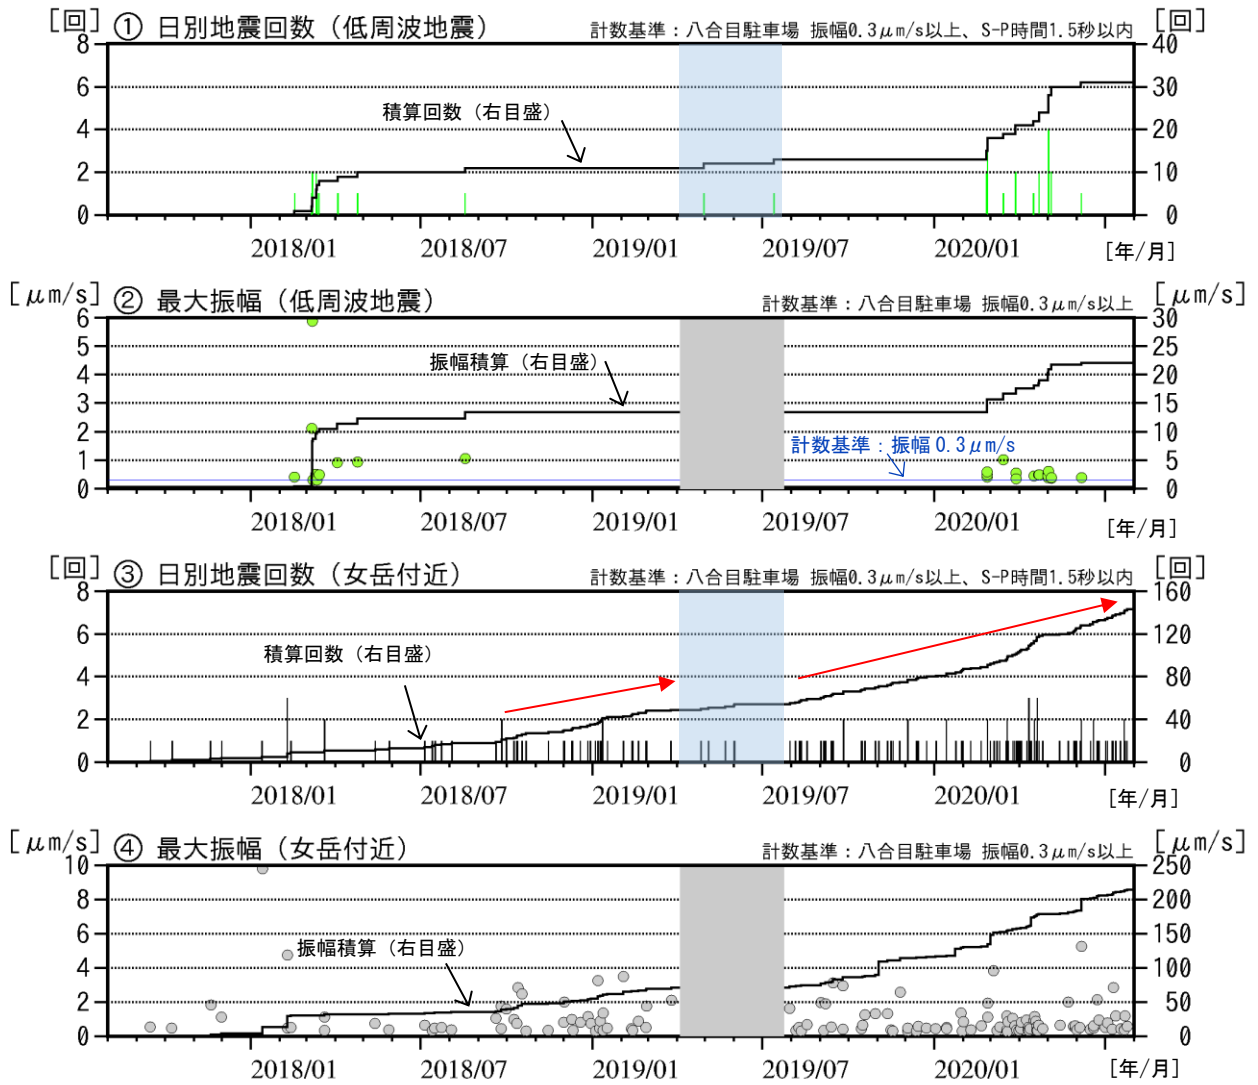 [回] ① 日別地震回数（低周波地震） 計数基準：八合目駐車場 振幅0.3μm/s以上、S-P時間1.5秒以内 [回]
8 40
6 30
積算回数（右目盛）
4 20
2 10
0 0
2018/01 2018/07 2019/01 2019/07 2020/01 [年/月]
[μm/s] ② 最大振幅（低周波地震） 計数基準：八合目駐車場 振幅0.3μm/s以上 [μm/s]
6 30
5 25
振幅積算（右目盛）
4 20
3 15
2 10
計数基準：振幅 0.3μm/s
1 5
0 0
2018/01 2018/07 2019/01 2019/07 2020/01 [年/月]
[回] ③ 日別地震回数（女岳付近） 計数基準：八合目駐車場 振幅0.3μm/s以上、S-P時間1.5秒以内 [回]
8 160
6 120
積算回数（右目盛）
4 80
2 40
0 0
2018/01 2018/07 2019/01 2019/07 2020/01 [年/月]
[μm/s] ④ 最大振幅（女岳付近） 計数基準：八合目駐車場 振幅0.3μm/s以上 [μm/s]
10 250
8 200
6 150
振幅積算（右目盛）
4 100
2 50
0 0
2018/01 2018/07 2019/01 2019/07 2020/01 [年/月]